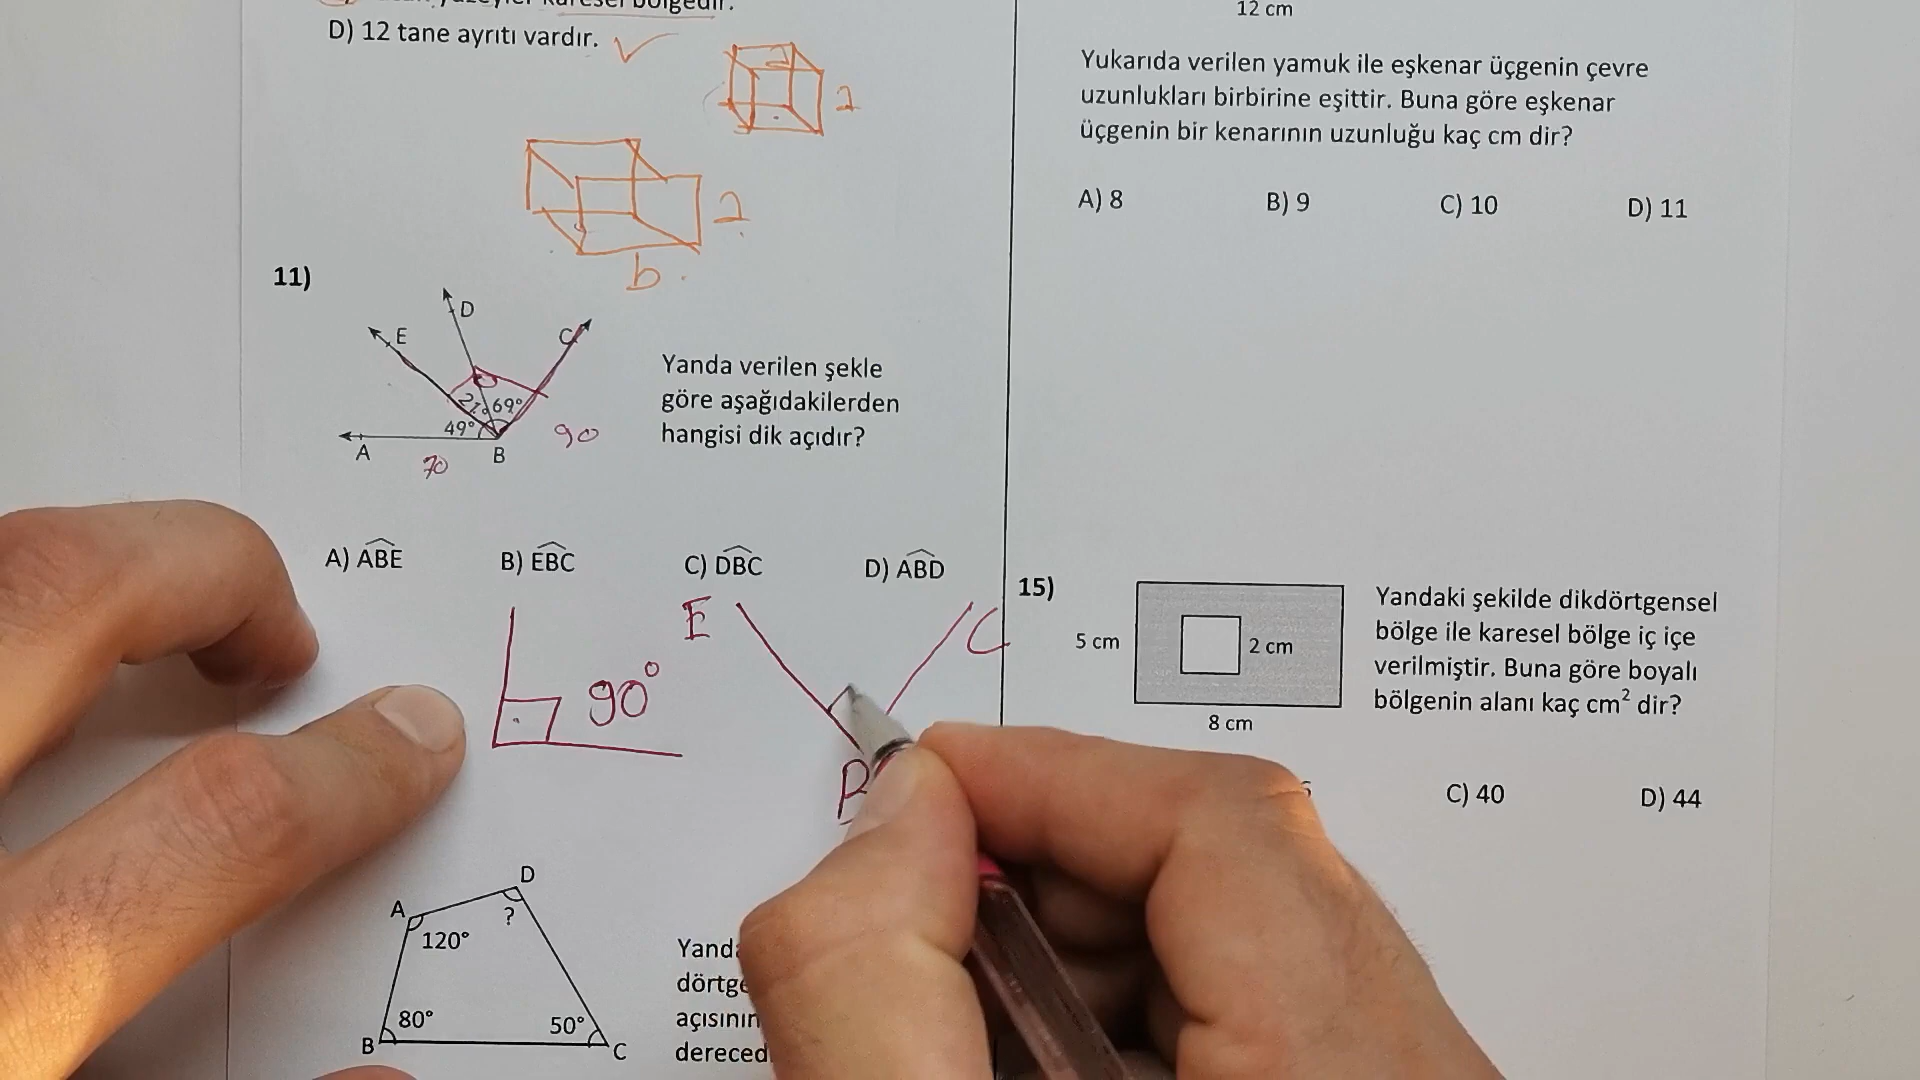 D) 12 tane ayrıtı vardır.
2
2
b
11)
D
E
C
21°
69°
49°
A
B
70
90
Yanda verilen şekle
göre aşağıdakilerden
hangisi dik açıdır?
A) ABE
B) EBC
C) DBC
D) ABD
90°
E
C
B
D
A
?
120°
80°
50°
B
C
açısının
12 cm
Yukarıda verilen yamuk ile eşkenar üçgenin çevre
uzunlukları birbirine eşittir. Buna göre eşkenar
üçgenin bir kenarının uzunluğu kaç cm dir?
A) 8
B) 9
C) 10
D) 11
15)
5 cm
2 cm
8 cm
Yandaki şekilde dikdörtgensel
bölge ile karesel bölge iç içe
verilmiştir. Buna göre boyalı
bölgenin alanı kaç cm² dir?
C) 40
D) 44